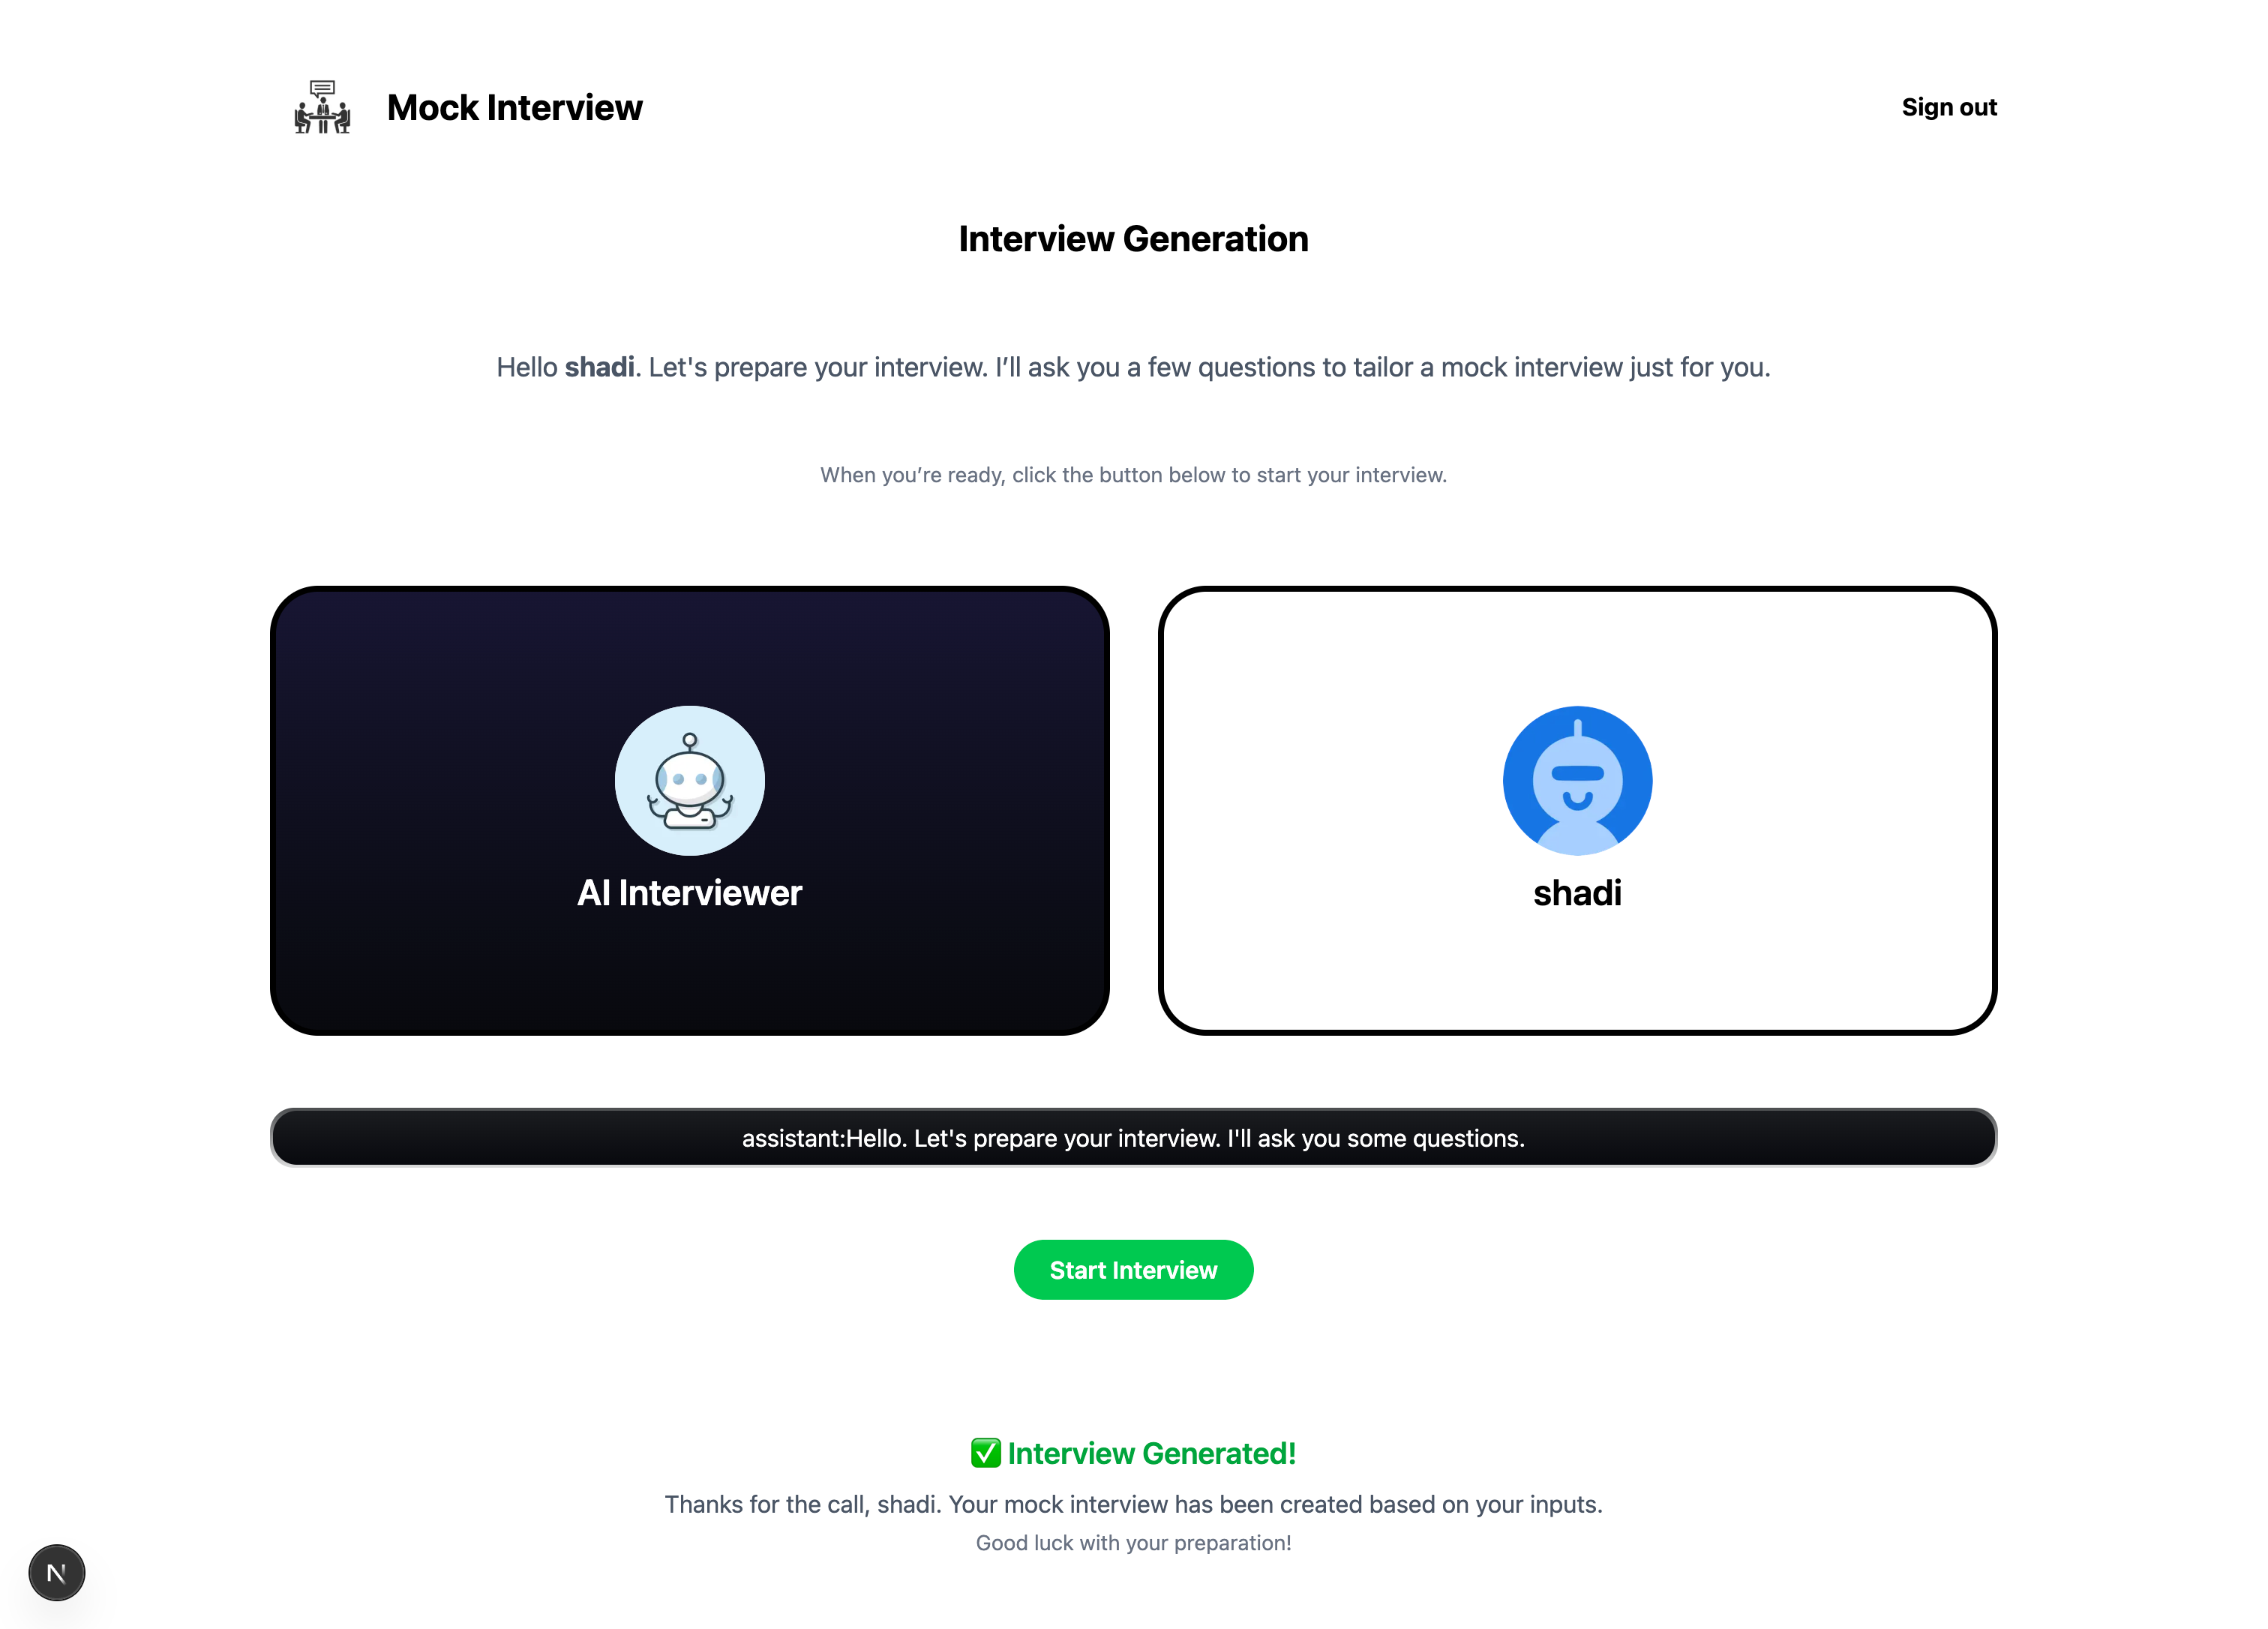 Mock Interview
Sign out
Interview Generation
Hello shadi. Let's prepare your interview. I’ll ask you a few questions to tailor a mock interview just for you.
When you’re ready, click the button below to start your interview.
AI Interviewer
shadi
assistant:Hello. Let's prepare your interview. I'll ask you some questions.
Start Interview
✅ Interview Generated!
Thanks for the call, shadi. Your mock interview has been created based on your inputs.
Good luck with your preparation!
N